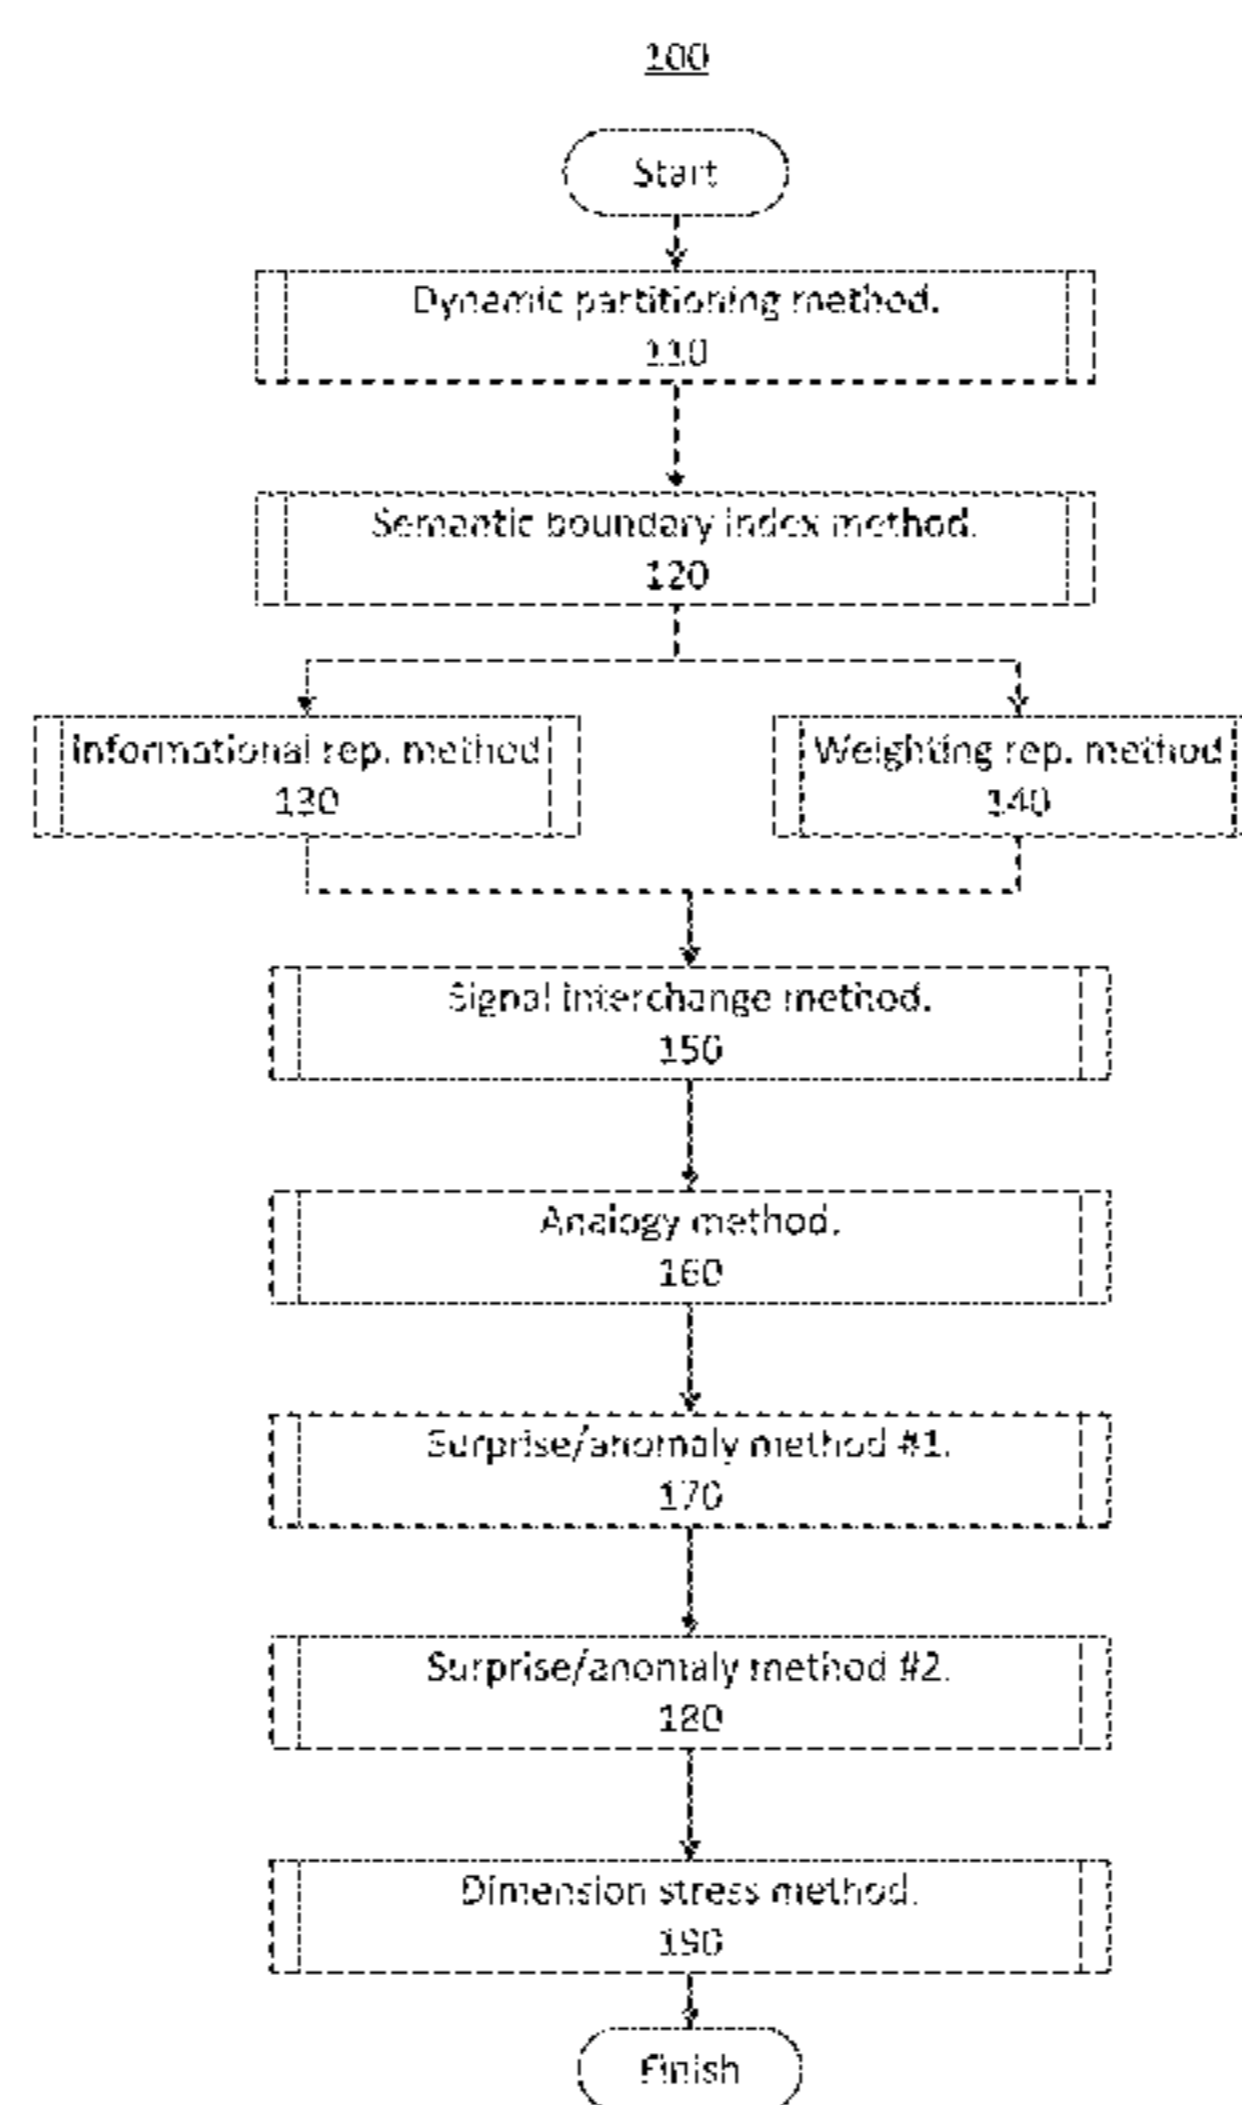 100
Start
Dynamic partitioning method.
110
Semantic boundary index method.
120
Informational rep. method
130
Weighting rep. method
140
Signal interchange method.
150
Analogy method.
160
Surprise/anomaly method #1.
170
Surprise/anomaly method #2.
180
Dimension stress method.
190
Finish